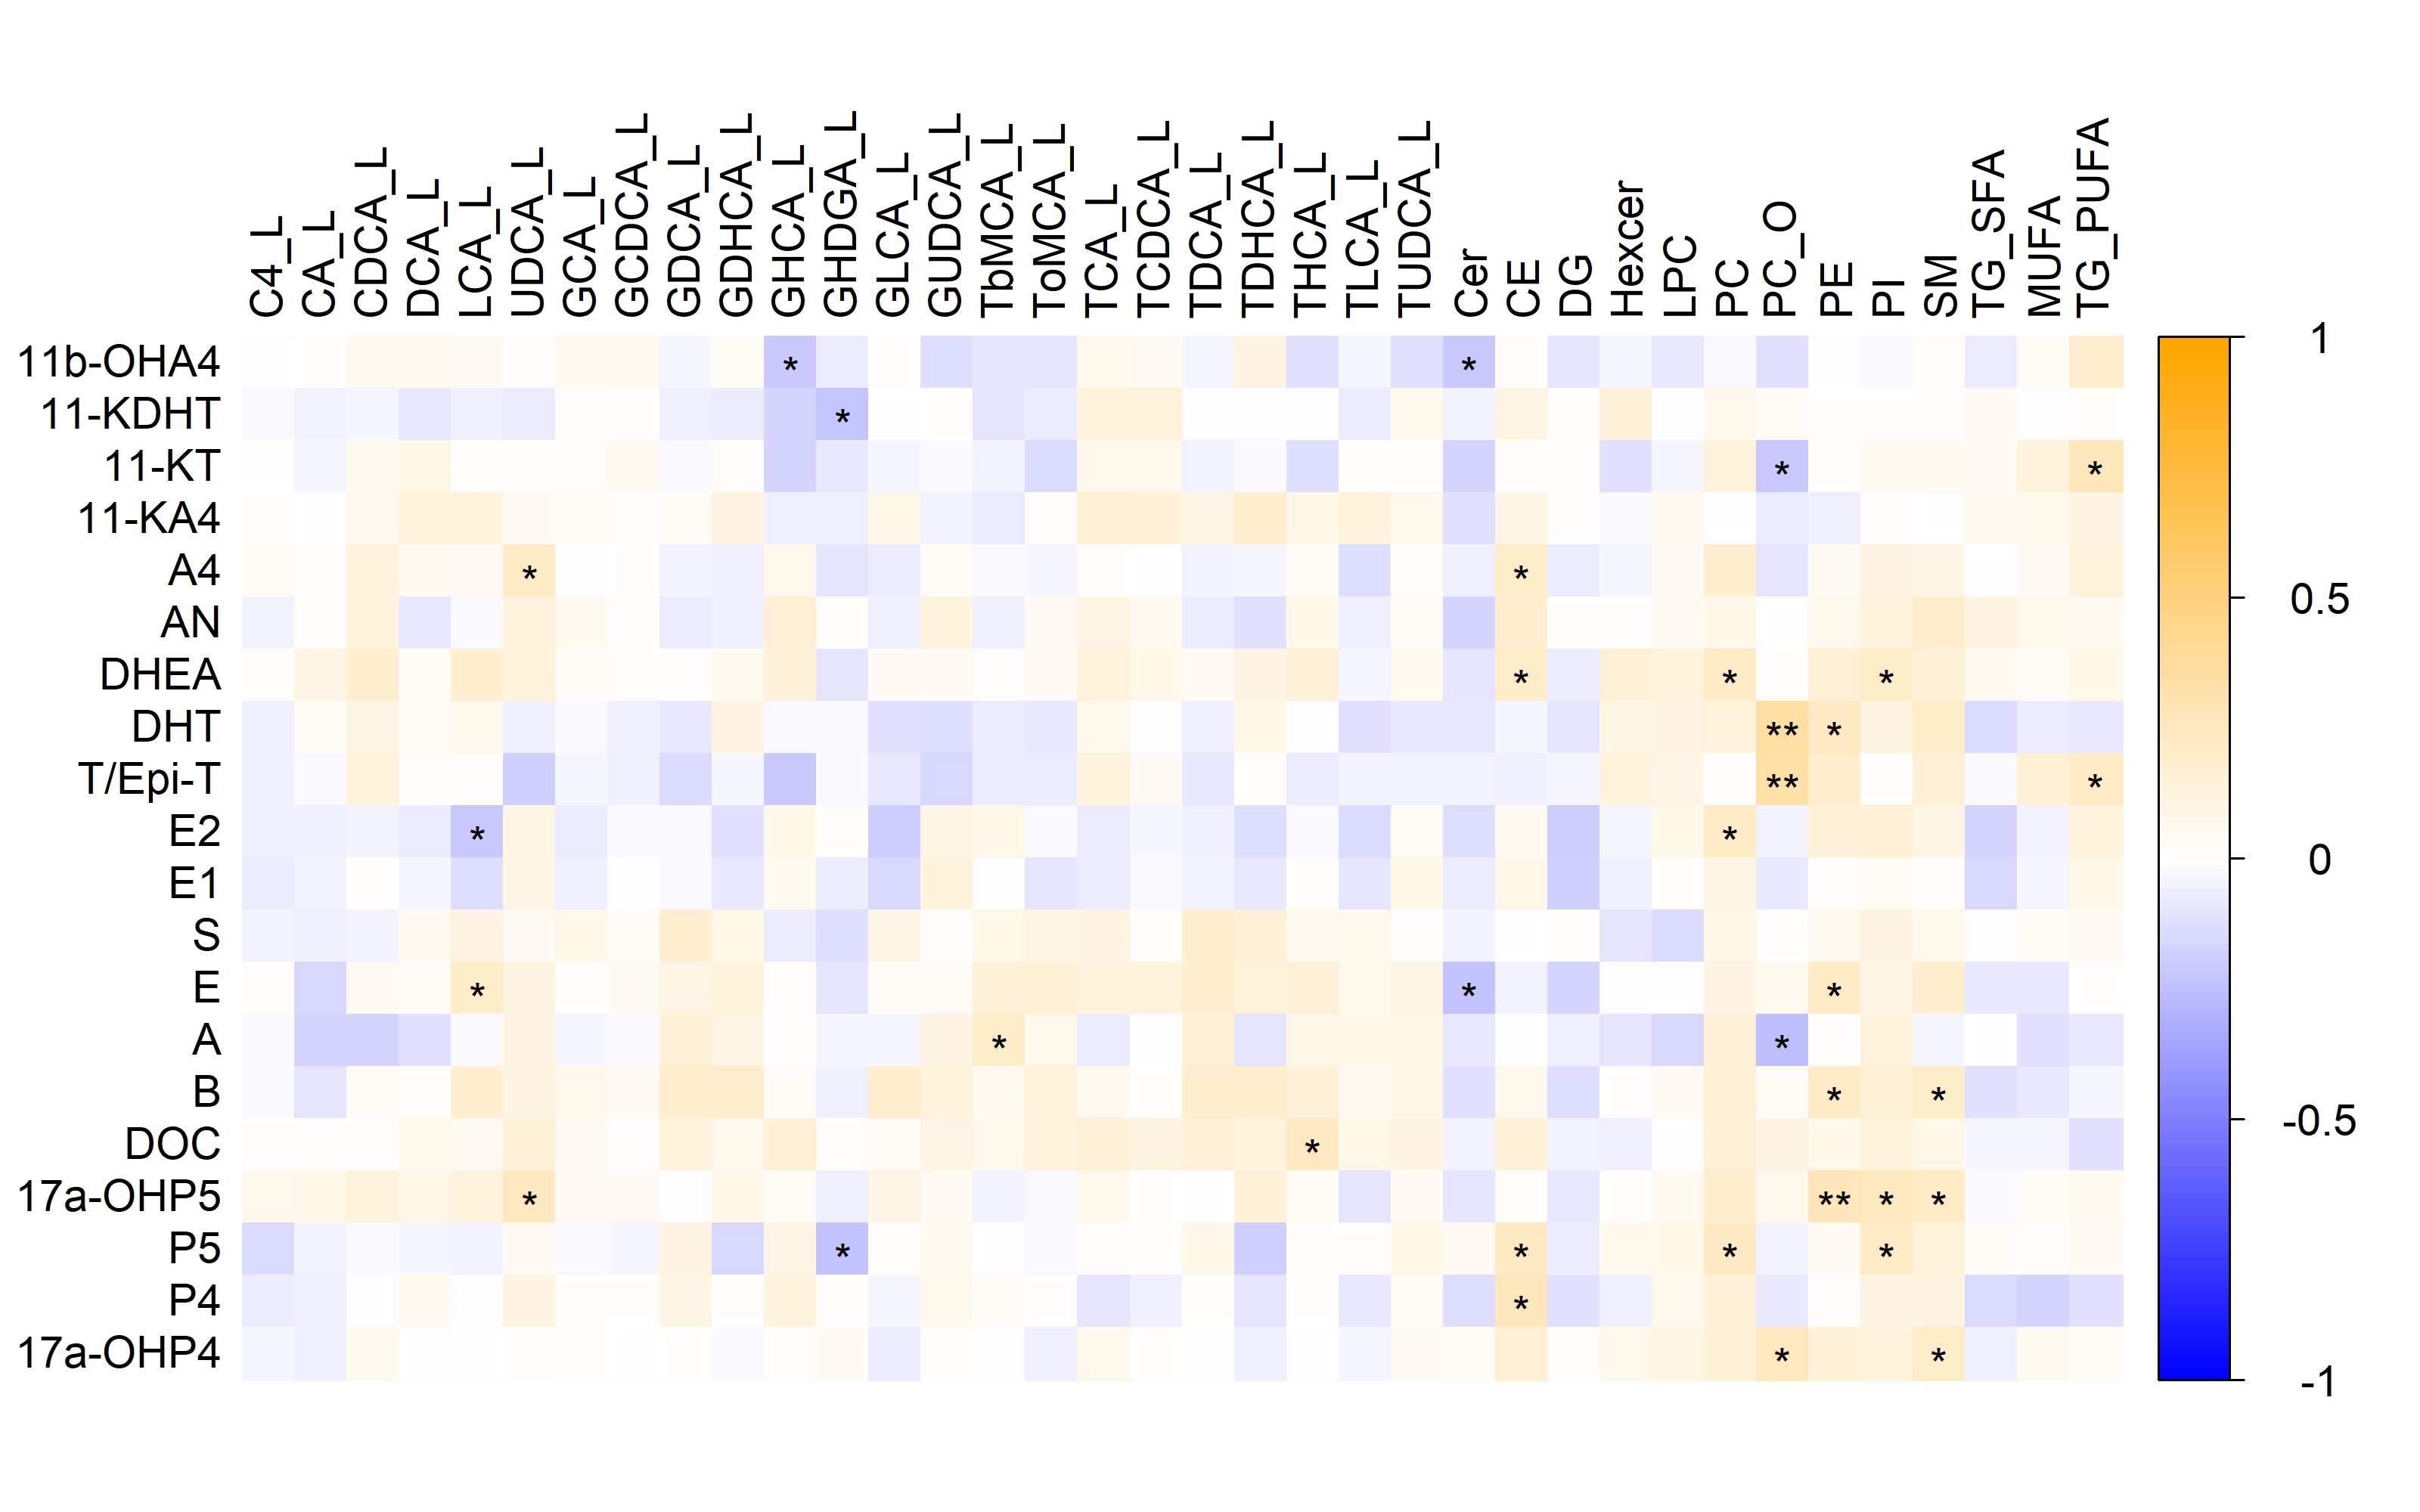 C4_L
CA_L
CDCA_L
DCA_L
LCA_L
UDCA_L
GCA_L
GCDCA_L
GDCA_L
GDHCA_L
GHCA_L
GHDGA_L
GLCA_L
GUDCA_L
TbMCA_L
ToMCA_L
TCA_L
TCDCA_L
TDCA_L
TDHCA_L
THCA_L
TLCA_L
TUDCA_L
Cer
CE
DG
Hexcer
LPC
PC
PC_O
PE
PI
SM
TG_SFA
MUFA
TG_PUFA
11b-OHA4 * *
11-KDHT *
11-KT * *
11-KA4
A4 * *
AN
DHEA * * *
DHT ** *
T/Epi-T ** *
E2 * *
E1
S
E * * *
A * *
B * *
DOC *
17a-OHP5 * ** * *
P5 * * * *
P4 *
17a-OHP4 * *
1
0.5
0
-0.5
-1